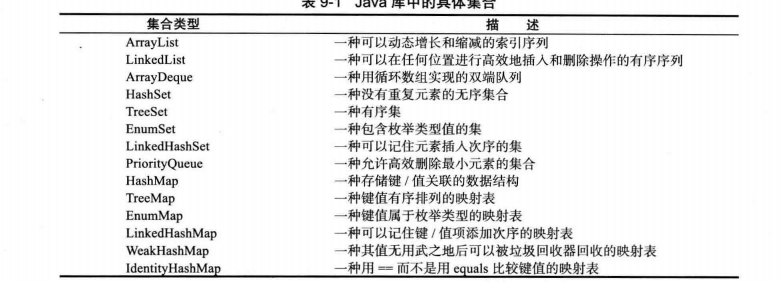 表 9-1 Java 库中的具体集合
集合类型 描 述
ArrayList 一种可以动态增长和缩减的索引序列
LinkedList 一种可以在任何位置进行高效地插入和删除操作的有序序列
ArrayDeque 一种用循环数组实现的双端队列
HashSet 一种没有重复元素的无序集合
TreeSet 一种有序集
EnumSet 一种包含枚举类型值的集
LinkedHashSet 一种可以记住元素插入次序的集
PriorityQueue 一种允许高效删除最小元素的集合
HashMap 一种存储键 / 值关联的数据结构
TreeMap 一种键值有序排列的映射表
EnumMap 一种键值属于枚举类型的映射表
LinkedHashMap 一种可以记住键 / 值项添加次序的映射表
WeakHashMap 一种其值无用武之地后可以被垃圾回收器回收的映射表
IdentityHashMap 一种用 == 而不是用 equals 比较键值的映射表